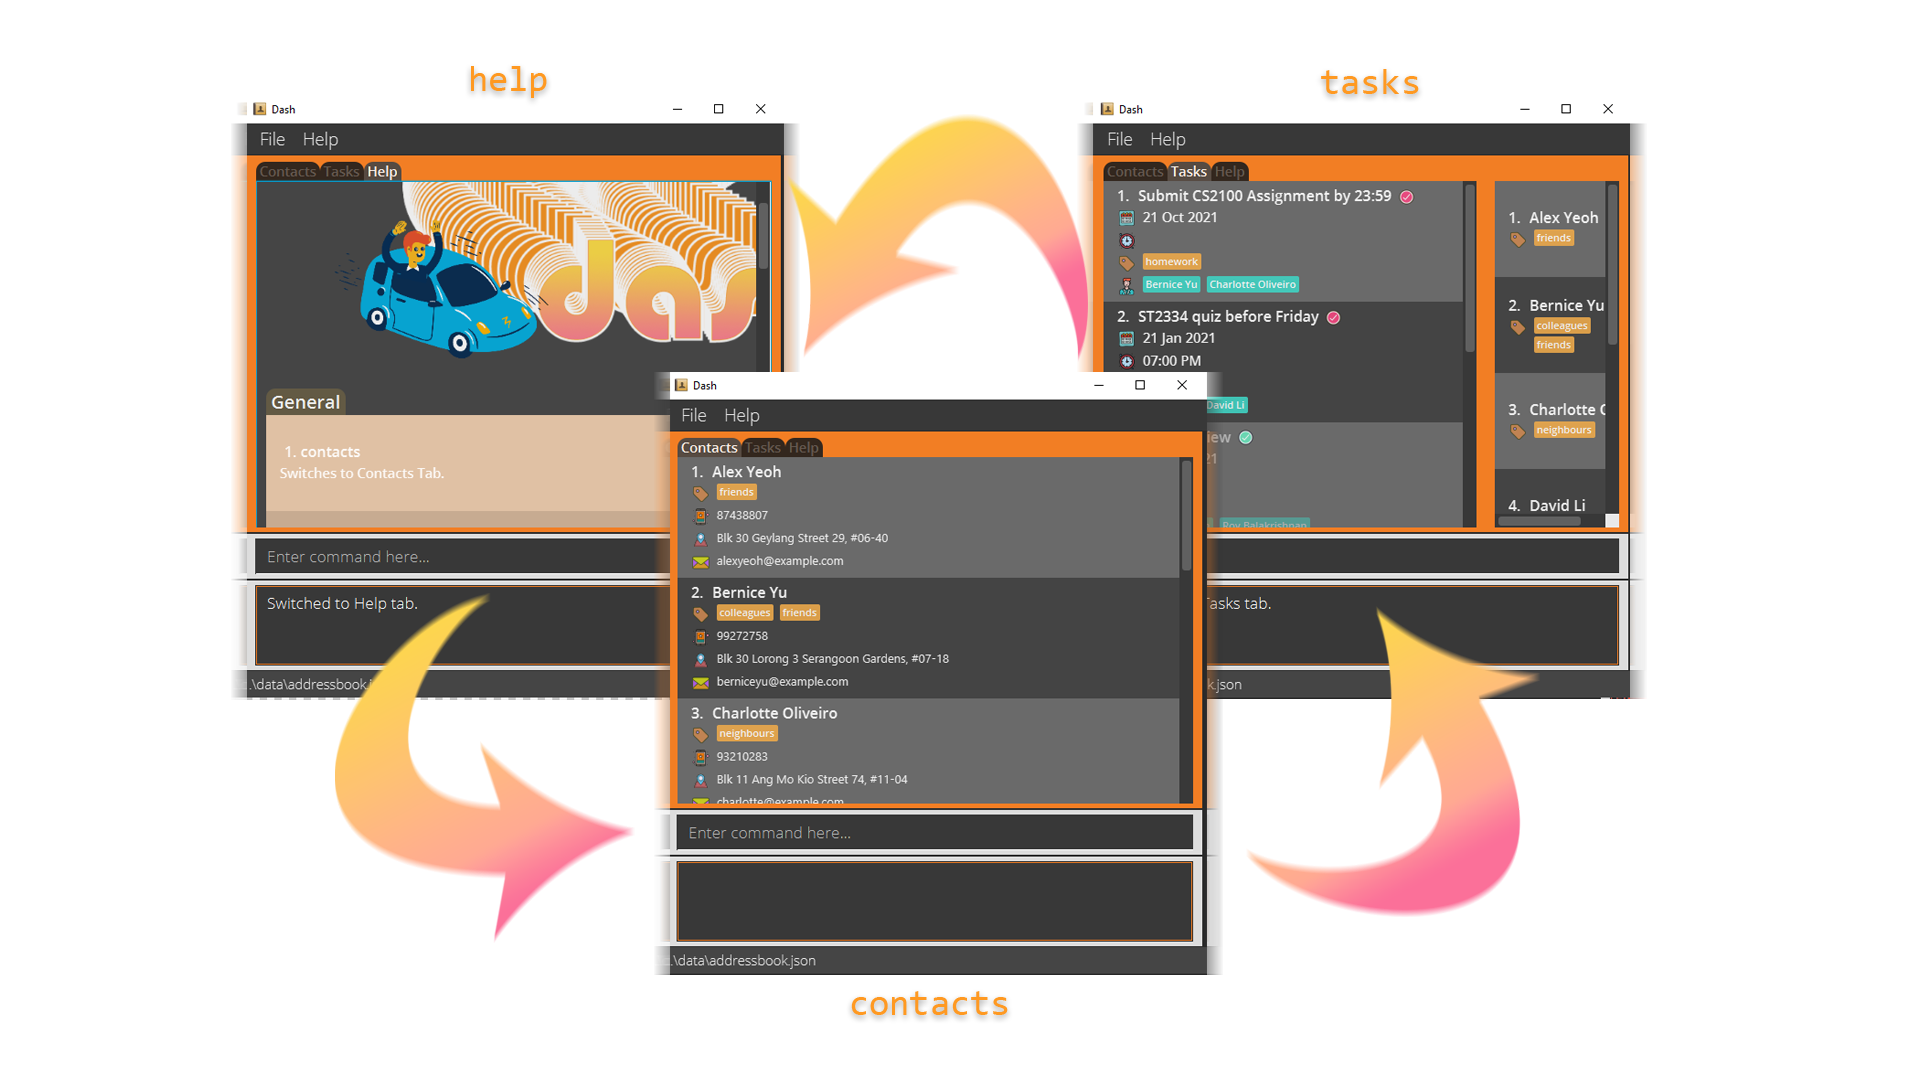 help
Dash
File Help
Contacts Tasks Help
das
General
1. contacts
Switches to Contacts Tab.
Enter command here...
Switched to Help tab.
.\data\addressbook.js
tasks
Dash
File Help
Contacts Tasks Help
1. Submit CS2100 Assignment by 23:59
21 Oct 2021
homework
Bernice Yu Charlotte Oliveiro
2. ST2334 quiz before Friday
21 Jan 2021
07:00 PM
David Li
iew
21
Roy Balakrishnan
1. Alex Yeoh
friends
2. Bernice Yu
colleagues
friends
3. Charlotte
neighbours
4. David Li
Tasks tab.
k.json
Dash
File Help
Contacts Tasks Help
1. Alex Yeoh
friends
87438807
Blk 30 Geylang Street 29, #06-40
alexyeoh@example.com
2. Bernice Yu
colleagues friends
99272758
Blk 30 Lorong 3 Serangoon Gardens, #07-18
berniceyu@example.com
3. Charlotte Oliveiro
neighbours
93210283
Blk 11 Ang Mo Kio Street 74, #11-04
charlotte@example.com
Enter command here...
.\data\addressbook.json
contacts